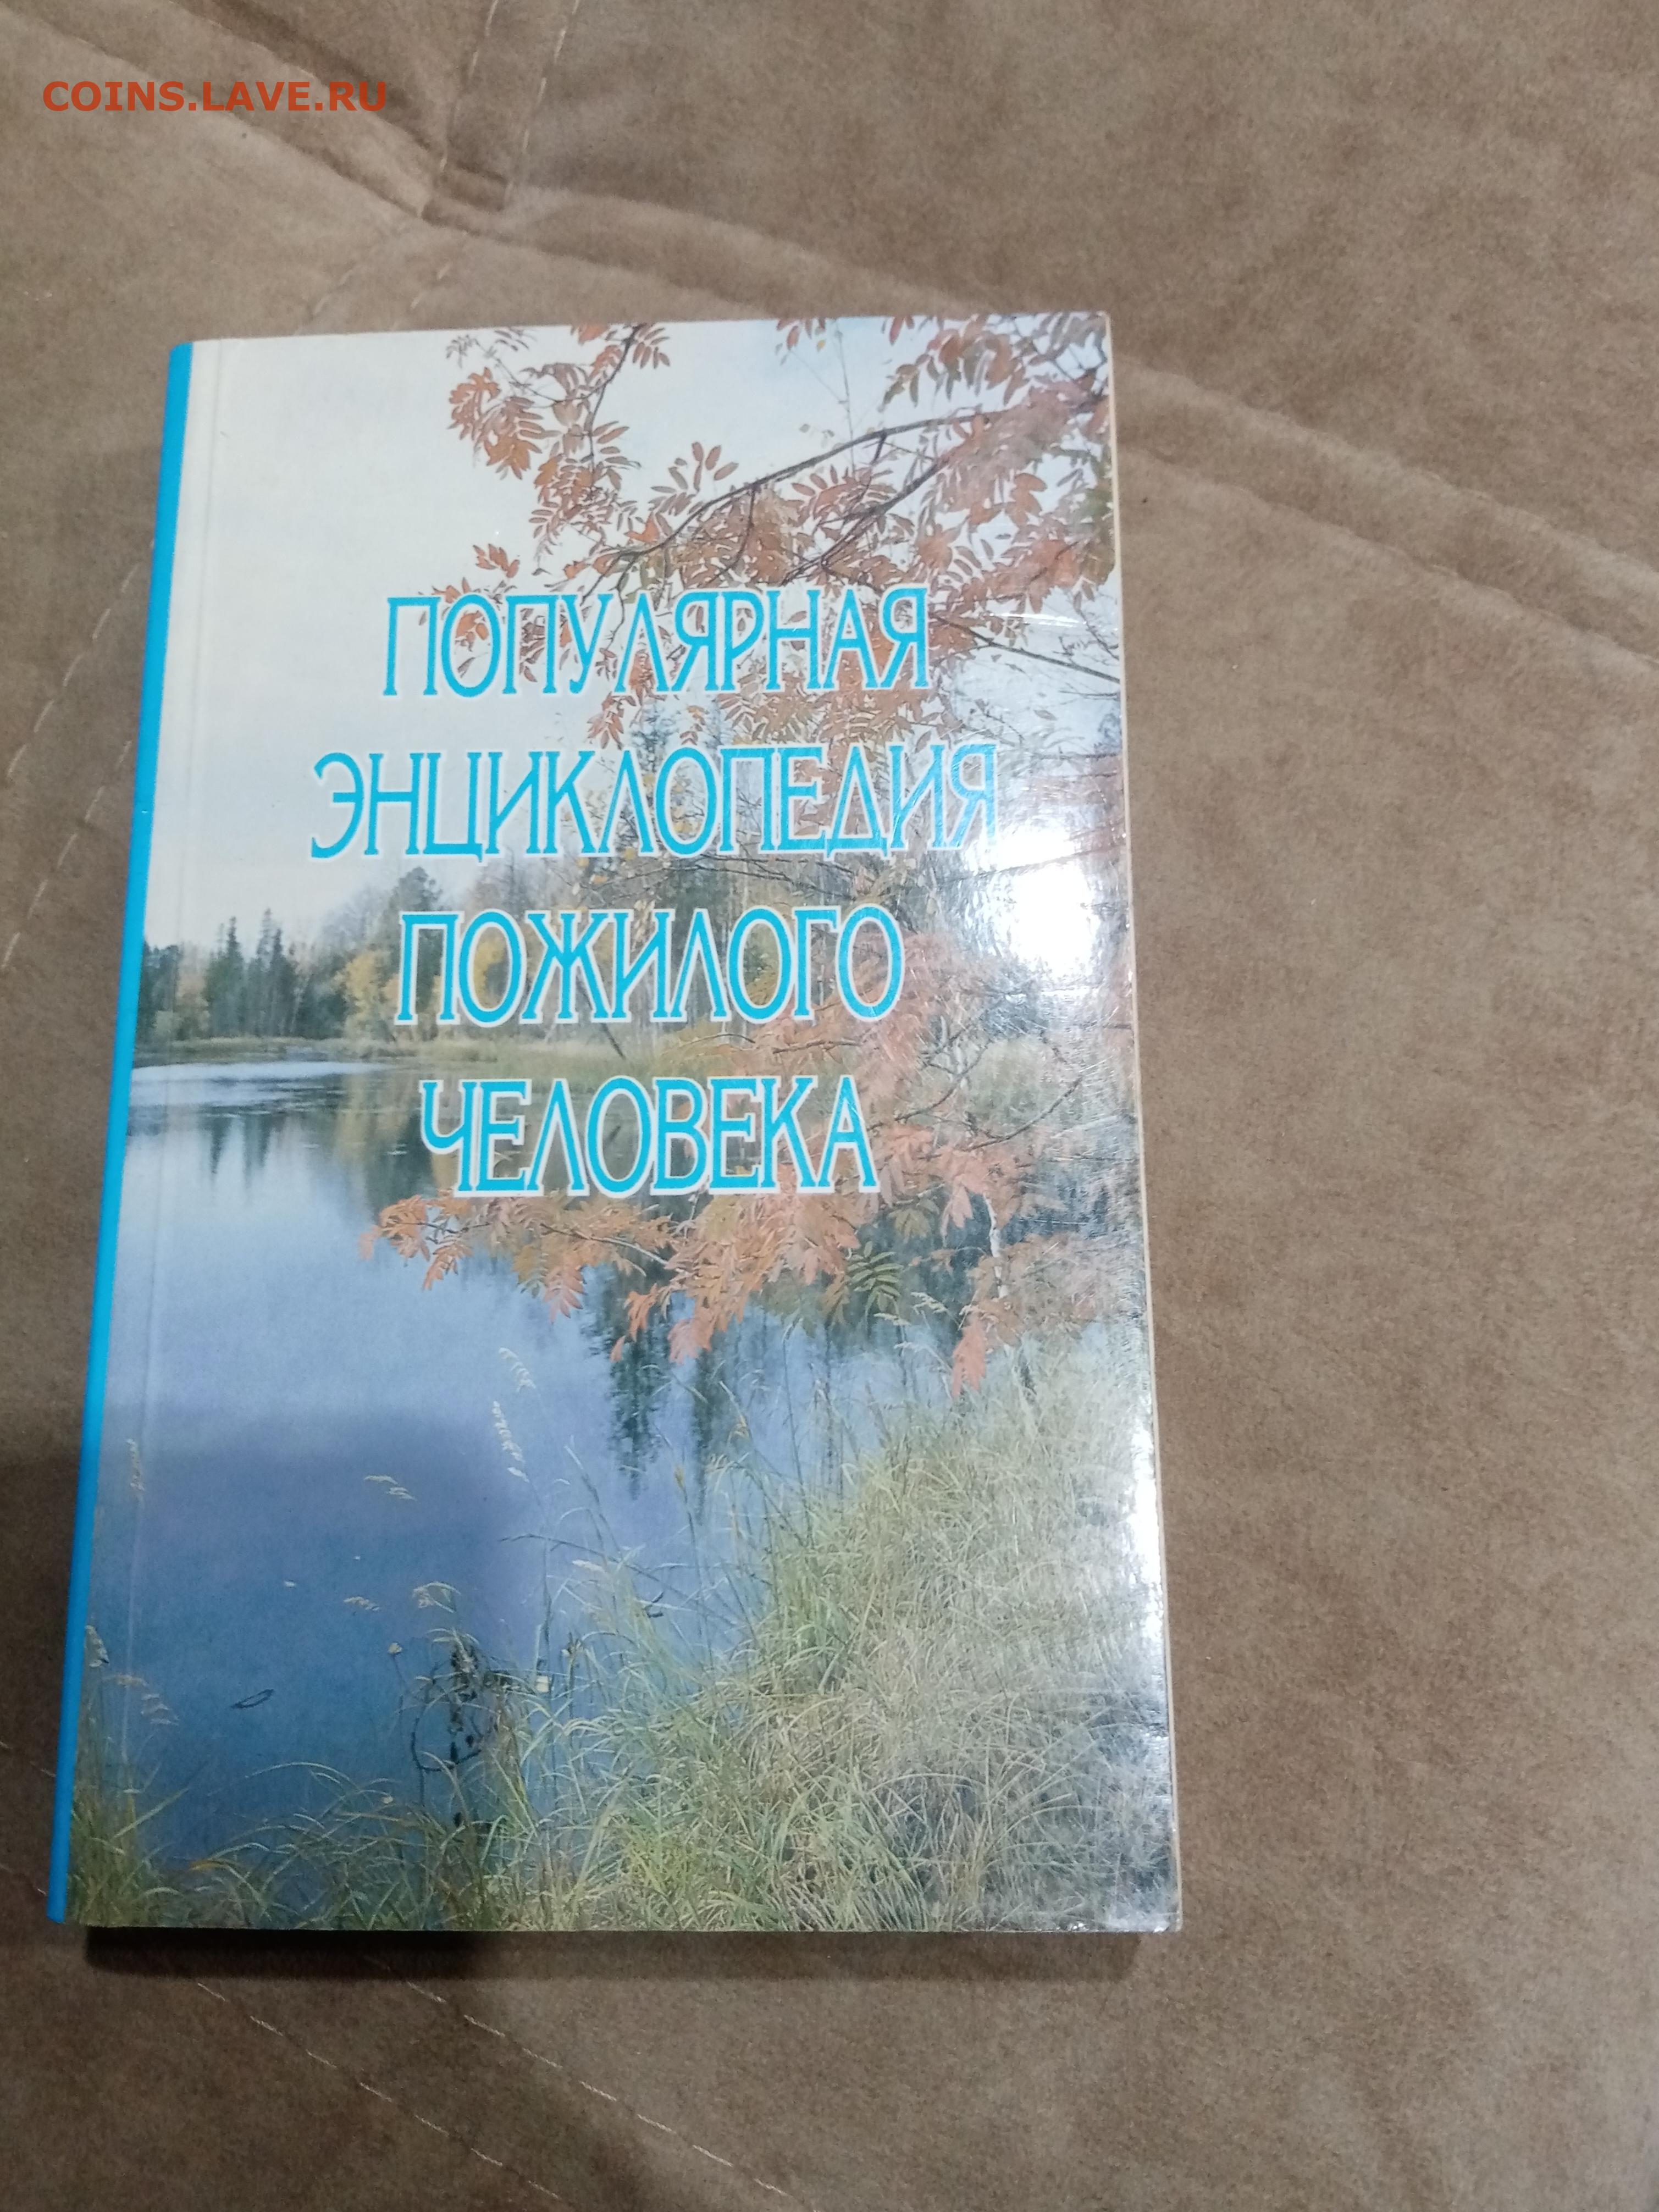 COINS.LAVE.RU
ПОПУЛЯРНАЯ
ЭНЦИКЛОПЕДИЯ
ПОЖИЛОГО
ЧЕЛОВЕКА